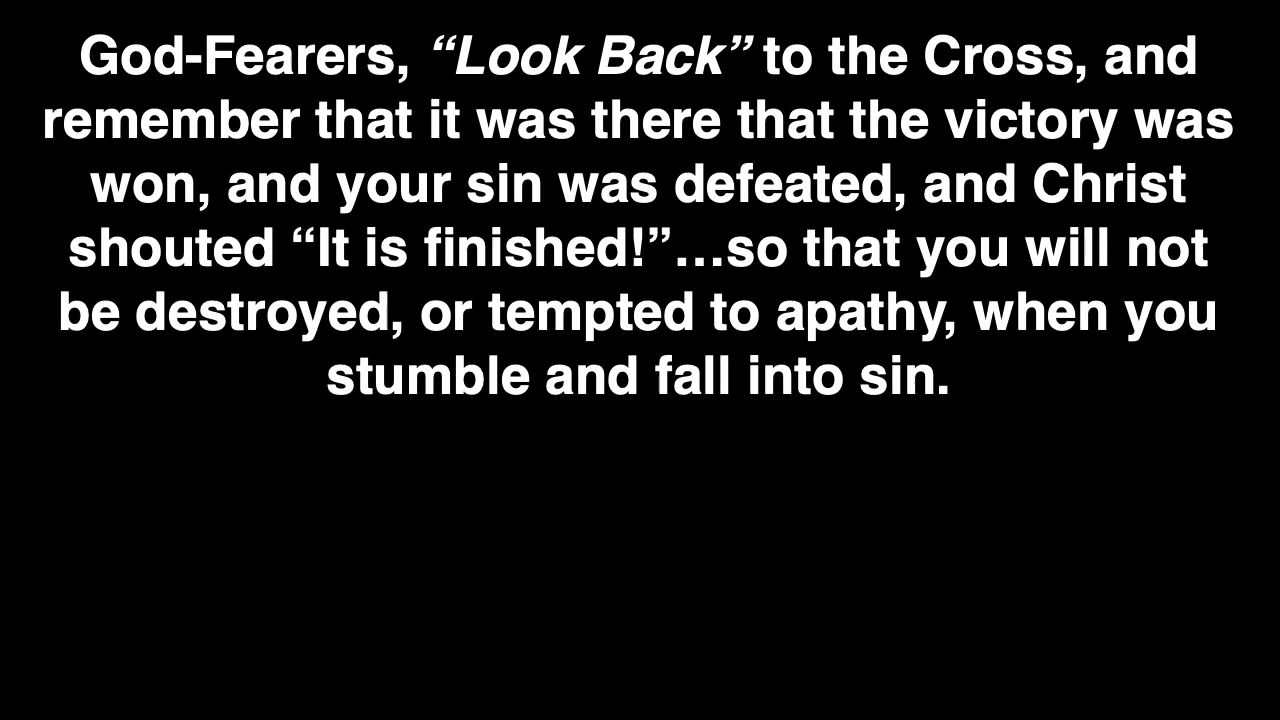 God-Fearers, “Look Back” to the Cross, and
remember that it was there that the victory was
won, and your sin was defeated, and Christ
shouted “It is finished!”…so that you will not
be destroyed, or tempted to apathy, when you
stumble and fall into sin.